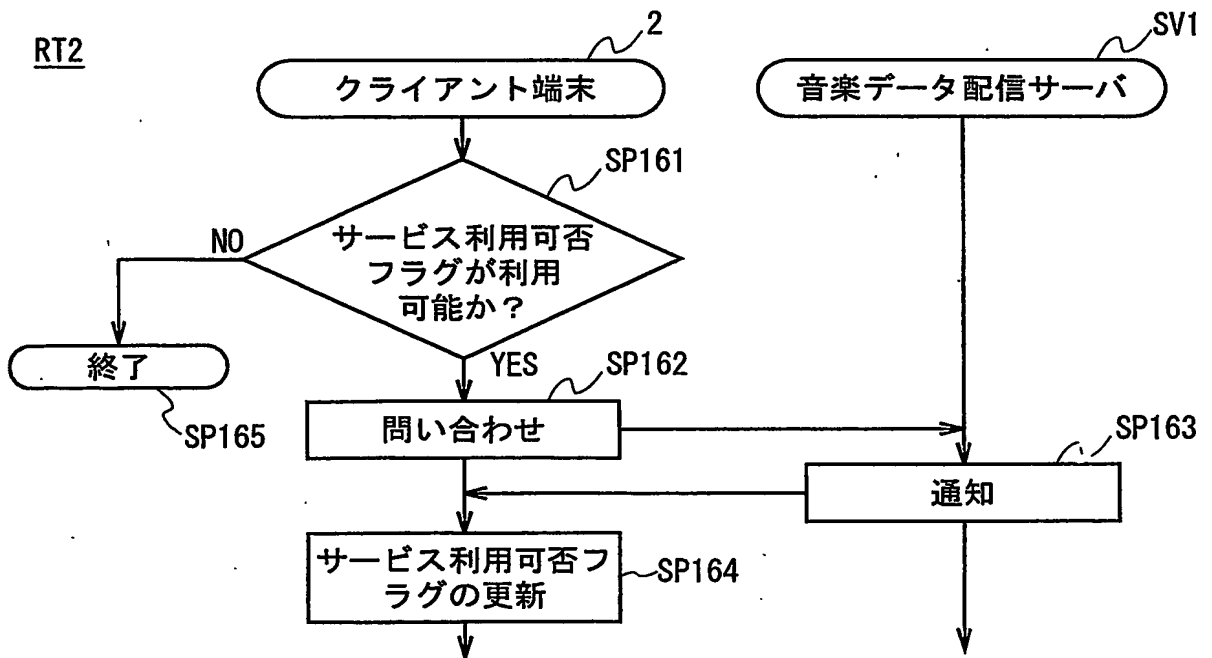 RT2
2
SV1
クライアント端末
音楽データ配信サーバ
SP161
サービス利用可否
フラグが利用
可能か？
NO
YES
終了
SP165
SP162
問い合わせ
SP163
通知
サービス利用可否フ
ラグの更新
SP164